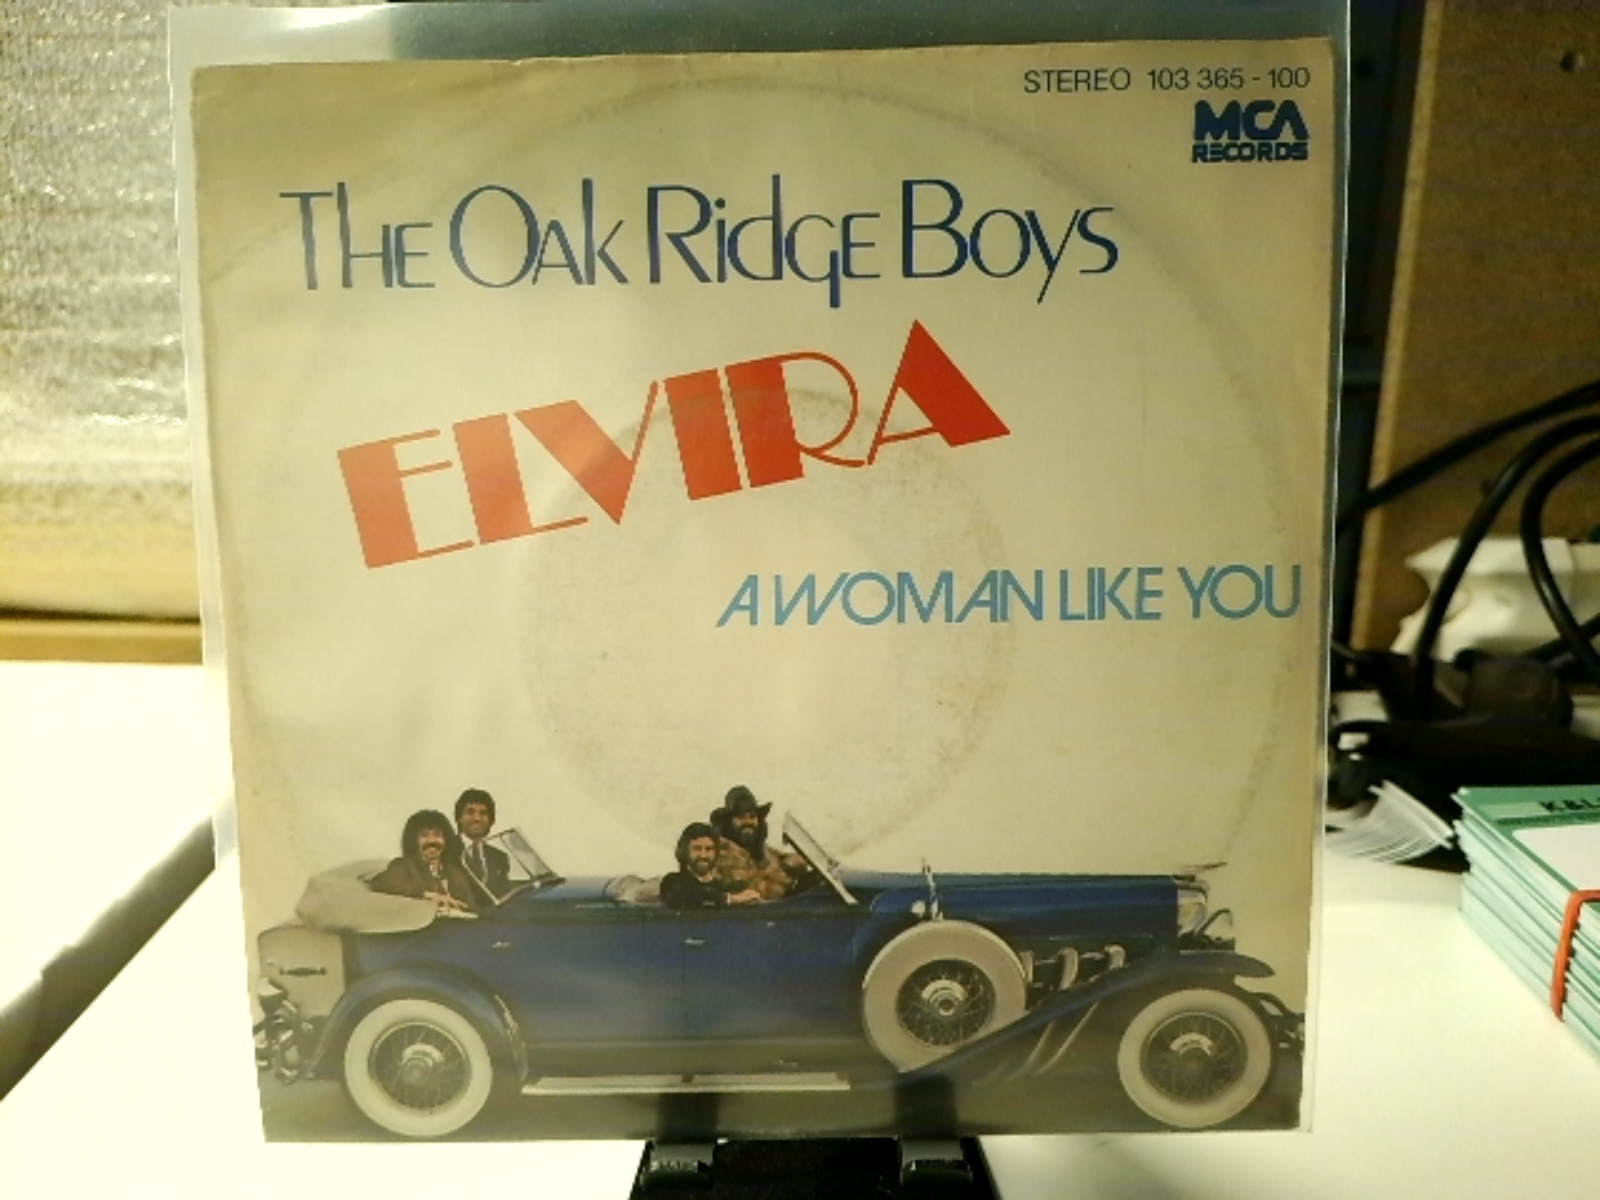 STEREO 103 365 - 100
MCA
RECORDS
THE OAK RIDGE BOYS
ELVIRA
A WOMAN LIKE YOU